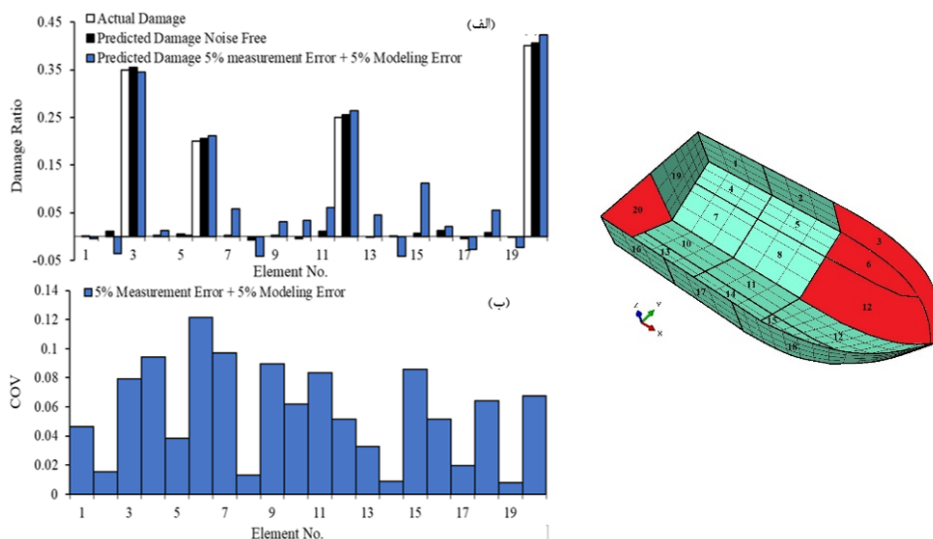 0.45
0.35
0.25
0.15
0.05
-0.05
Damage Ratio
Actual Damage
Predicted Damage Noise Free
Predicted Damage 5% measurement Error + 5% Modeling Error
(الف)
1 3 5 7 9 11 13 15 17 19
Element No.
0.14
0.12
0.1
0.08
0.06
0.04
0.02
0
COV
5% Measurement Error + 5% Modeling Error
(ب)
1 3 5 7 9 11 13 15 17 19
Element No.
1
2
19
4
3
20
7
5
6
10
8
16
13
12
11
17
14
15
12
18
Z Y
X